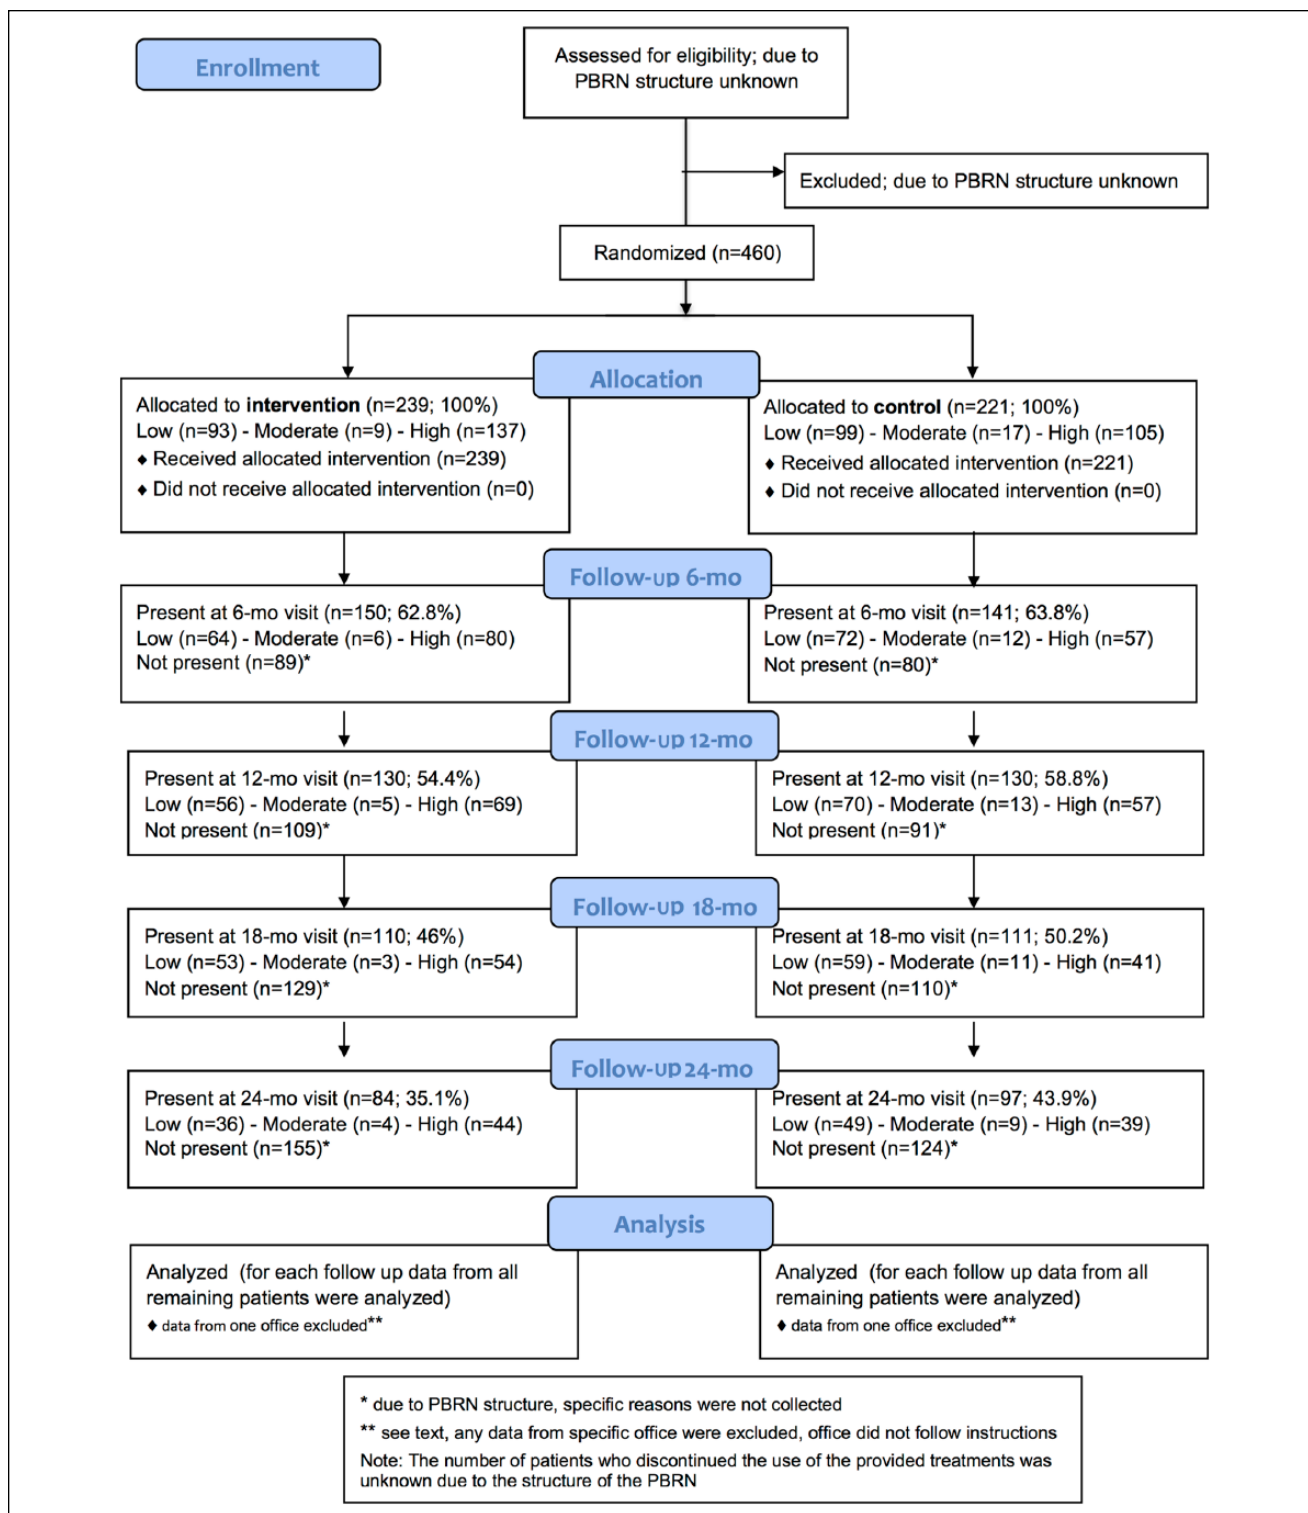 Enrollment
Assessed for eligibility; due to
PBRN structure unknown
Excluded; due to PBRN structure unknown
Randomized (n=460)
Allocation
Allocated to intervention (n=239; 100%)
Low (n=93) - Moderate (n=9) - High (n=137)
♦ Received allocated intervention (n=239)
♦ Did not receive allocated intervention (n=0)
Allocated to control (n=221; 100%)
Low (n=99) - Moderate (n=17) - High (n=105)
♦ Received allocated intervention (n=221)
♦ Did not receive allocated intervention (n=0)
Follow-up 6-mo
Present at 6-mo visit (n=150; 62.8%)
Low (n=64) - Moderate (n=6) - High (n=80)
Not present (n=89)*
Present at 6-mo visit (n=141; 63.8%)
Low (n=72) - Moderate (n=12) - High (n=57)
Not present (n=80)*
Follow-up 12-mo
Present at 12-mo visit (n=130; 54.4%)
Low (n=56) - Moderate (n=5) - High (n=69)
Not present (n=109)*
Present at 12-mo visit (n=130; 58.8%)
Low (n=70) - Moderate (n=13) - High (n=57)
Not present (n=91)*
Follow-up 18-mo
Present at 18-mo visit (n=110; 46%)
Low (n=53) - Moderate (n=3) - High (n=54)
Not present (n=129)*
Present at 18-mo visit (n=111; 50.2%)
Low (n=59) - Moderate (n=11) - High (n=41)
Not present (n=110)*
Follow-up 24-mo
Present at 24-mo visit (n=84; 35.1%)
Low (n=36) - Moderate (n=4) - High (n=44)
Not present (n=155)*
Present at 24-mo visit (n=97; 43.9%)
Low (n=49) - Moderate (n=9) - High (n=39)
Not present (n=124)*
Analysis
Analyzed (for each follow up data from all
remaining patients were analyzed)
♦ data from one office excluded**
Analyzed (for each follow up data from all
remaining patients were analyzed)
♦ data from one office excluded**
* due to PBRN structure, specific reasons were not collected
** see text, any data from specific office were excluded, office did not follow instructions
Note: The number of patients who discontinued the use of the provided treatments was
unknown due to the structure of the PBRN